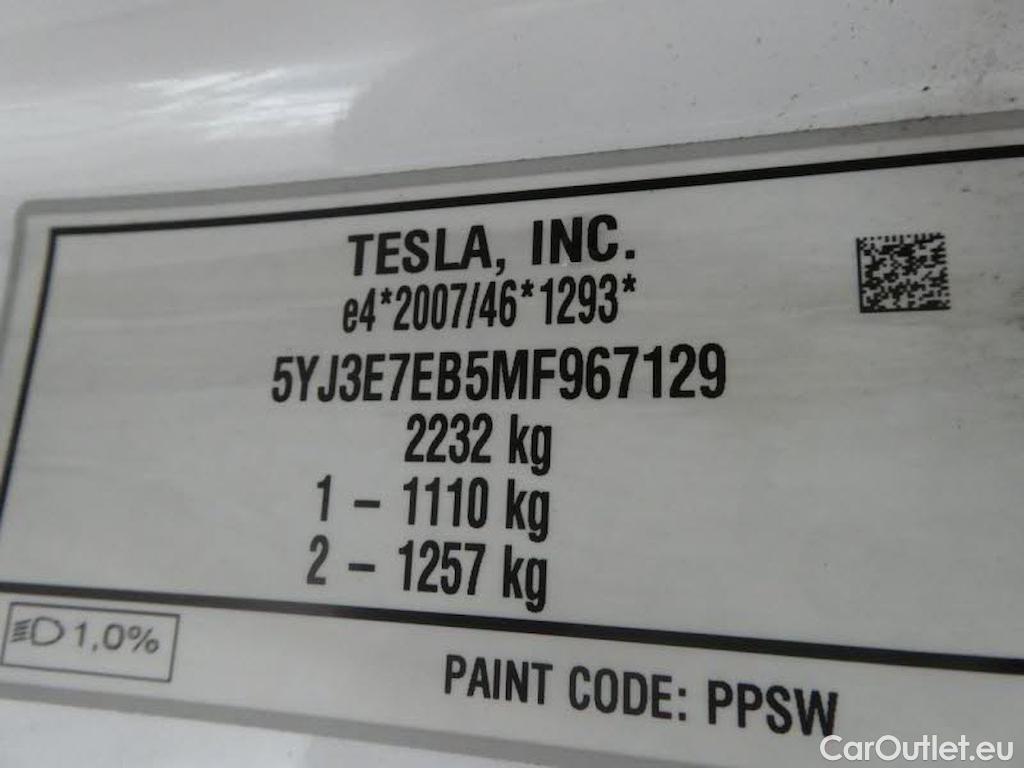 TESLA, INC.
e4*2007/46*1293*
5YJ3E7EB5MF967129
2232 kg
1 – 1110 kg
2 – 1257 kg
1,0%
PAINT CODE: PPSW
CarOutlet.eu